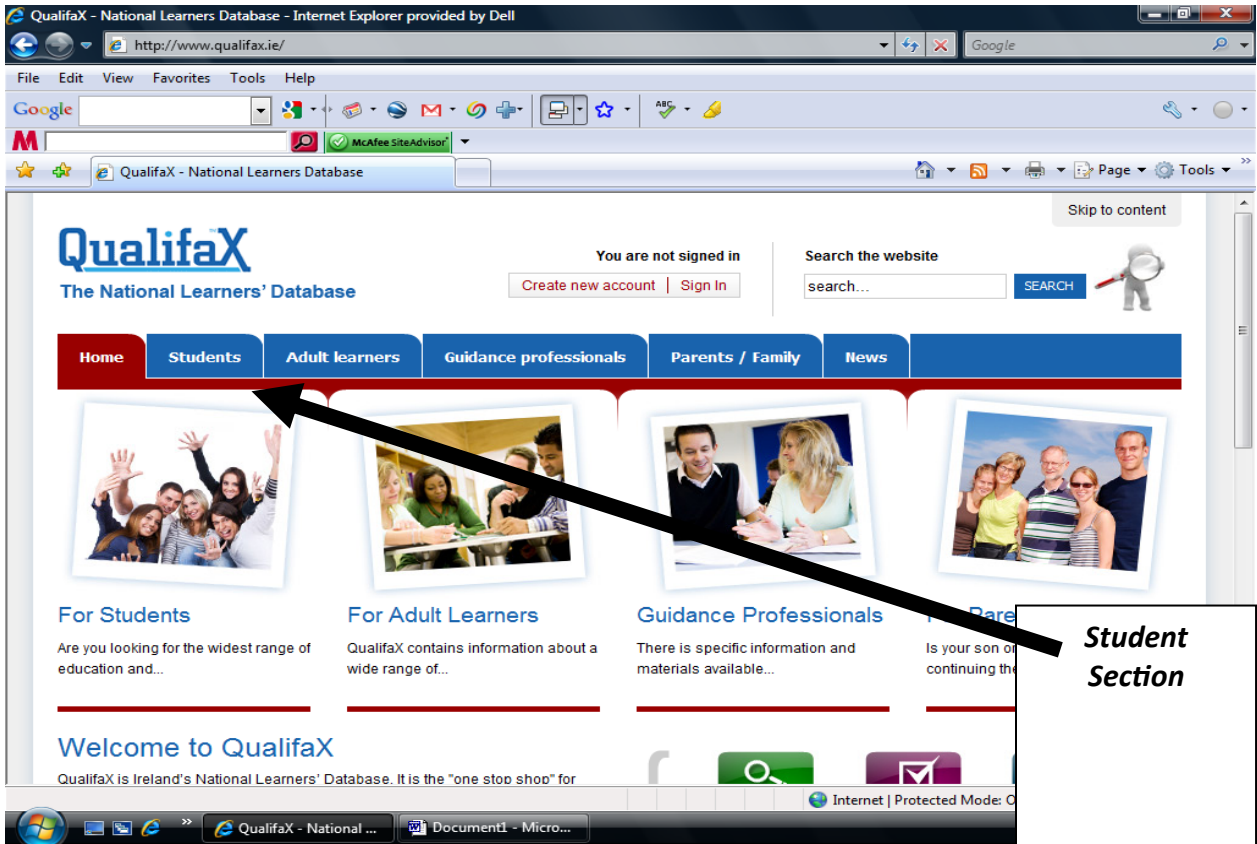 QualifaX - National Learners Database - Internet Explorer provided by Dell
http://www.qualifax.ie/
Google
File Edit View Favorites Tools Help
Google
ABC
M
McAfee SiteAdvisor
QualifaX - National Learners Database
Page Tools
Skip to content
QualifaX
The National Learners' Database
You are not signed in
Create new account | Sign In
Search the website
search...
SEARCH
Home Students Adult learners Guidance professionals Parents / Family News
For Students
Are you looking for the widest range of
education and...
For Adult Learners
QualifaX contains information about a
wide range of...
Guidance Professionals
There is specific information and
materials available...
Is your son
continuing
Student
Section
Welcome to QualifaX
QualifaX is Ireland's National Learners' Database. It is the "one stop shop" for
Internet | Protected Mode:
QualifaX - National ...
Document1 - Micro...